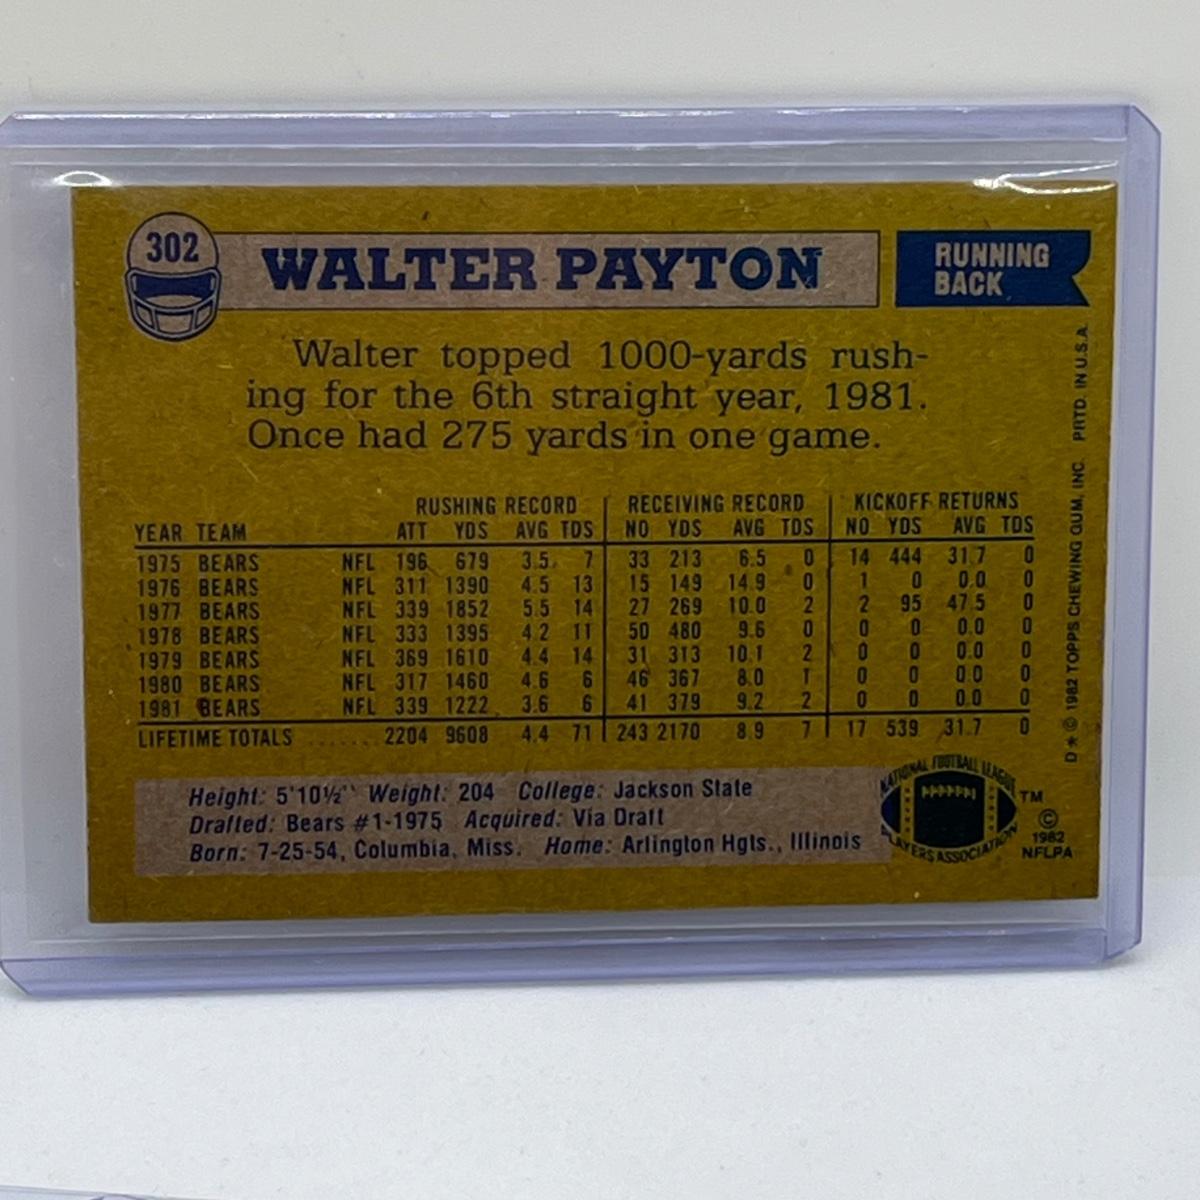 302
WALTER PAYTON
RUNNING
BACK
Walter topped 1000-yards rush-
ing for the 6th straight year, 1981.
Once had 275 yards in one game.
RUSHING RECORD RECEIVING RECORD KICKOFF RETURNS
YEAR TEAM ATT YDS AVG TDS NO YDS AVG TDS NO YDS AVG TDS
1975 BEARS NFL 196 679 3.5 7 33 213 6.5 0 14 444 31.7 0
1976 BEARS NFL 311 1390 4.5 13 15 149 14.9 0 1 0 0.0 0
1977 BEARS NFL 339 1852 5.5 14 27 269 10.0 2 2 95 47.5 0
1978 BEARS NFL 333 1395 4.2 11 50 480 9.6 0 0 0 0.0 0
1979 BEARS NFL 369 1610 4.4 14 31 313 10.1 2 0 0 0.0 0
1980 BEARS NFL 317 1460 4.6 6 46 367 8.0 1 0 0 0.0 0
1981 BEARS NFL 339 1222 3.6 6 41 379 9.2 2 0 0 0.0 0
LIFETIME TOTALS ...... 2204 9608 4.4 71 243 2170 8.9 7 17 539 31.7 0
Height: 5'10½" Weight: 204 College: Jackson State
Drafted: Bears #1-1975 Acquired: Via Draft
Born: 7-25-54, Columbia, Miss. Home: Arlington Hgts., Illinois
NATIONAL FOOTBALL LEAGUE
PLAYERS ASSOCIATION
TM
©
1982
NFLPA
D* © 1982 TOPPS CHEWING GUM, INC. PRTD. IN U.S.A.